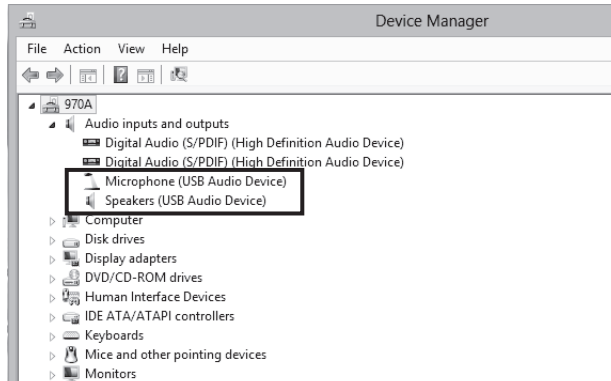 Device Manager
File Action View Help
970A
Audio inputs and outputs
Digital Audio (S/PDIF) (High Definition Audio Device)
Digital Audio (S/PDIF) (High Definition Audio Device)
Microphone (USB Audio Device)
Speakers (USB Audio Device)
Computer
Disk drives
Display adapters
DVD/CD-ROM drives
Human Interface Devices
IDE ATA/ATAPI controllers
Keyboards
Mice and other pointing devices
Monitors